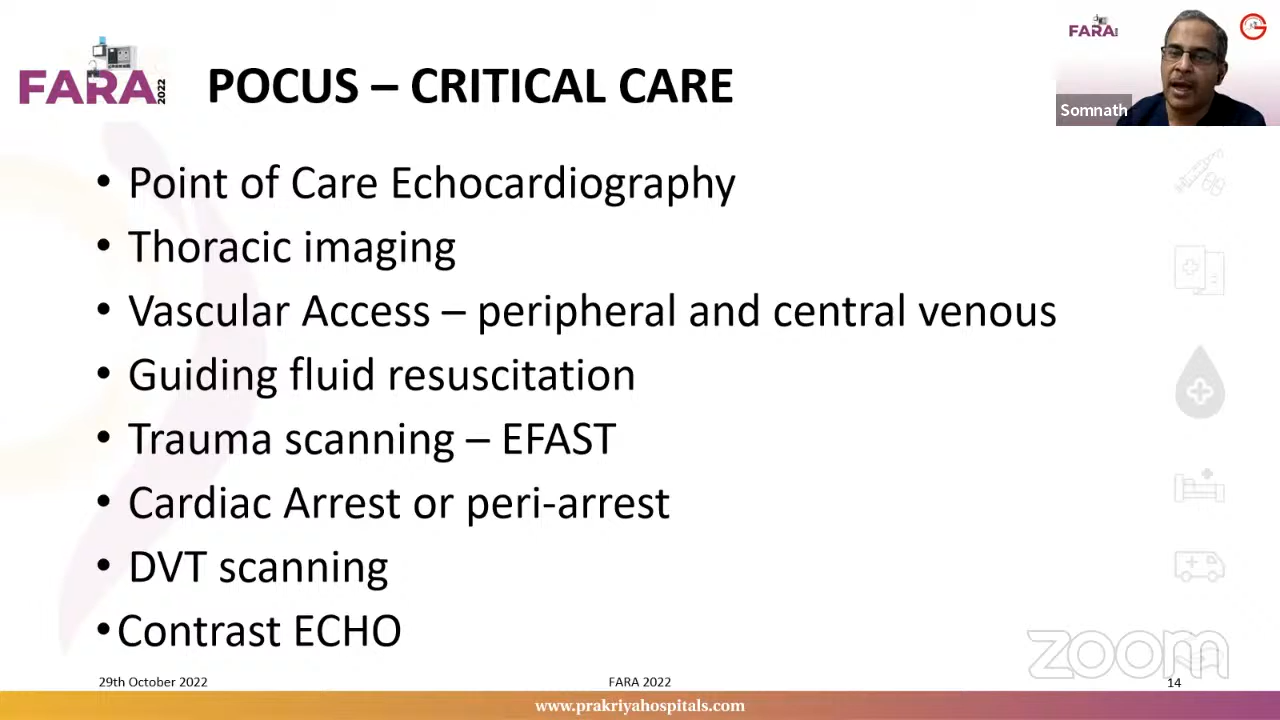 FARA 2022
POCUS – CRITICAL CARE
FARA
G
Somnath
• Point of Care Echocardiography
• Thoracic imaging
• Vascular Access – peripheral and central venous
• Guiding fluid resuscitation
• Trauma scanning – EFAST
• Cardiac Arrest or peri-arrest
• DVT scanning
• Contrast ECHO
zoom
29th October 2022
FARA 2022
14
www.prakriyahospitals.com